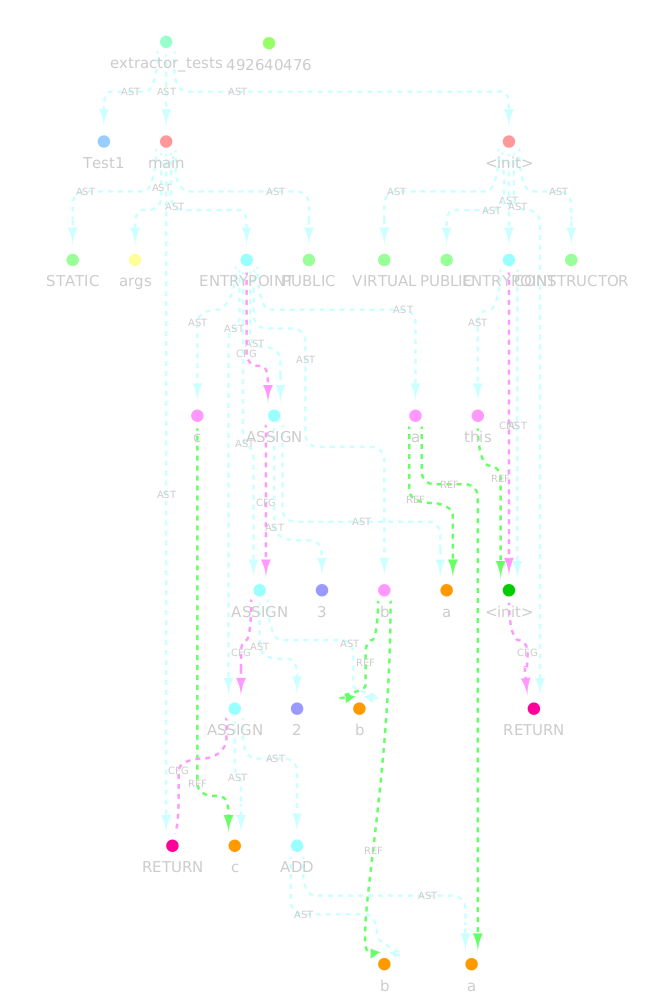 extractor_tests 492640476
AST AST AST
Test1 main <init>
AST AST AST AST AST AST AST AST AST
STATIC args ENTRYPOINT PUBLIC VIRTUAL PUBLIC ENTRYPOINT CONSTRUCTOR
AST AST AST
AST AST CFG AST
c ASSIGN a this
CFG AST
AST REF
AST REF REF
CFG AST AST
ASSIGN 3 b a <init>
CFG AST AST REF CFG
ASSIGN 2 b RETURN
CFG REF AST AST
RETURN c ADD
REF
AST AST
b a